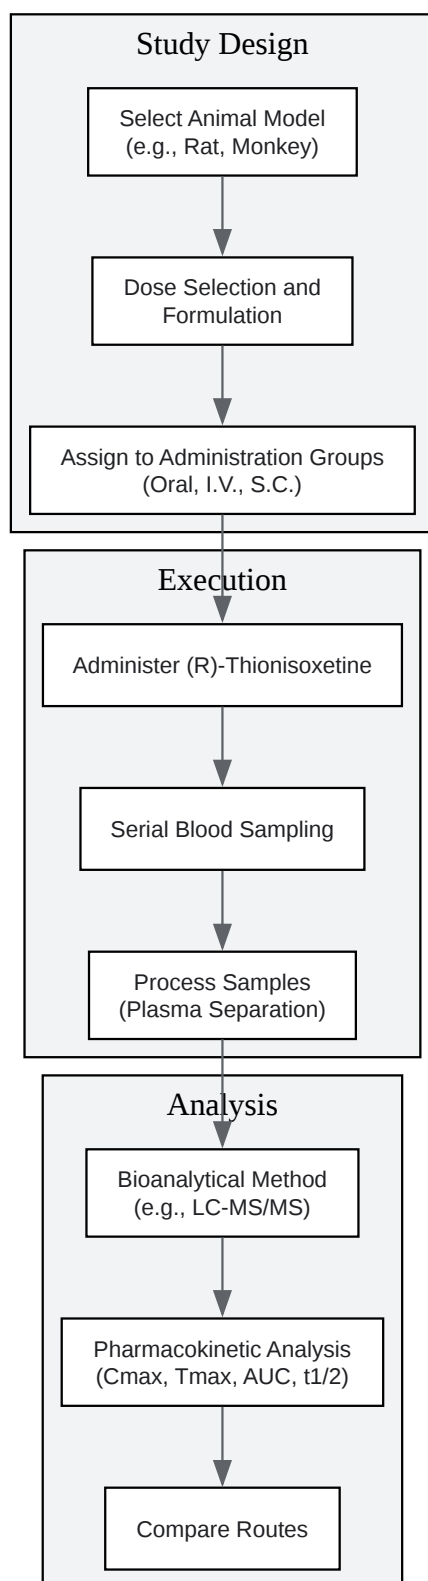 Study Design
Select Animal Model
(e.g., Rat, Monkey)
Dose Selection and
Formulation
Assign to Administration Groups
(Oral, I.V., S.C.)
Execution
Administer (R)-Thionisoxetine
Serial Blood Sampling
Process Samples
(Plasma Separation)
Analysis
Bioanalytical Method
(e.g., LC-MS/MS)
Pharmacokinetic Analysis
(Cmax, Tmax, AUC, t1/2)
Compare Routes